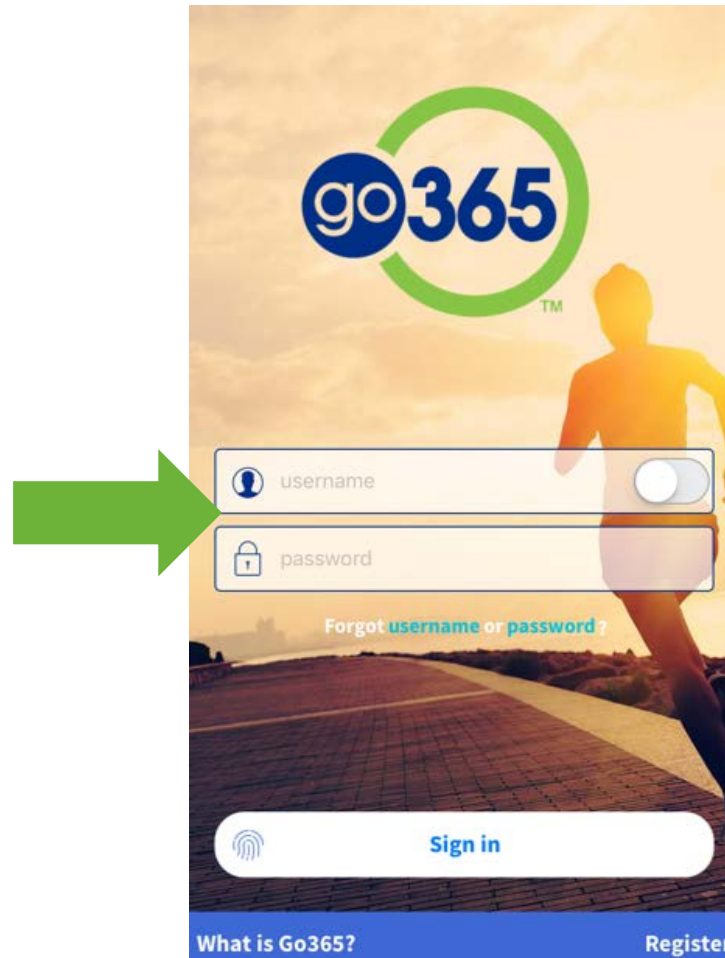 go365
TM
username
password
Forgot username or password ?
Sign in
What is Go365? Register